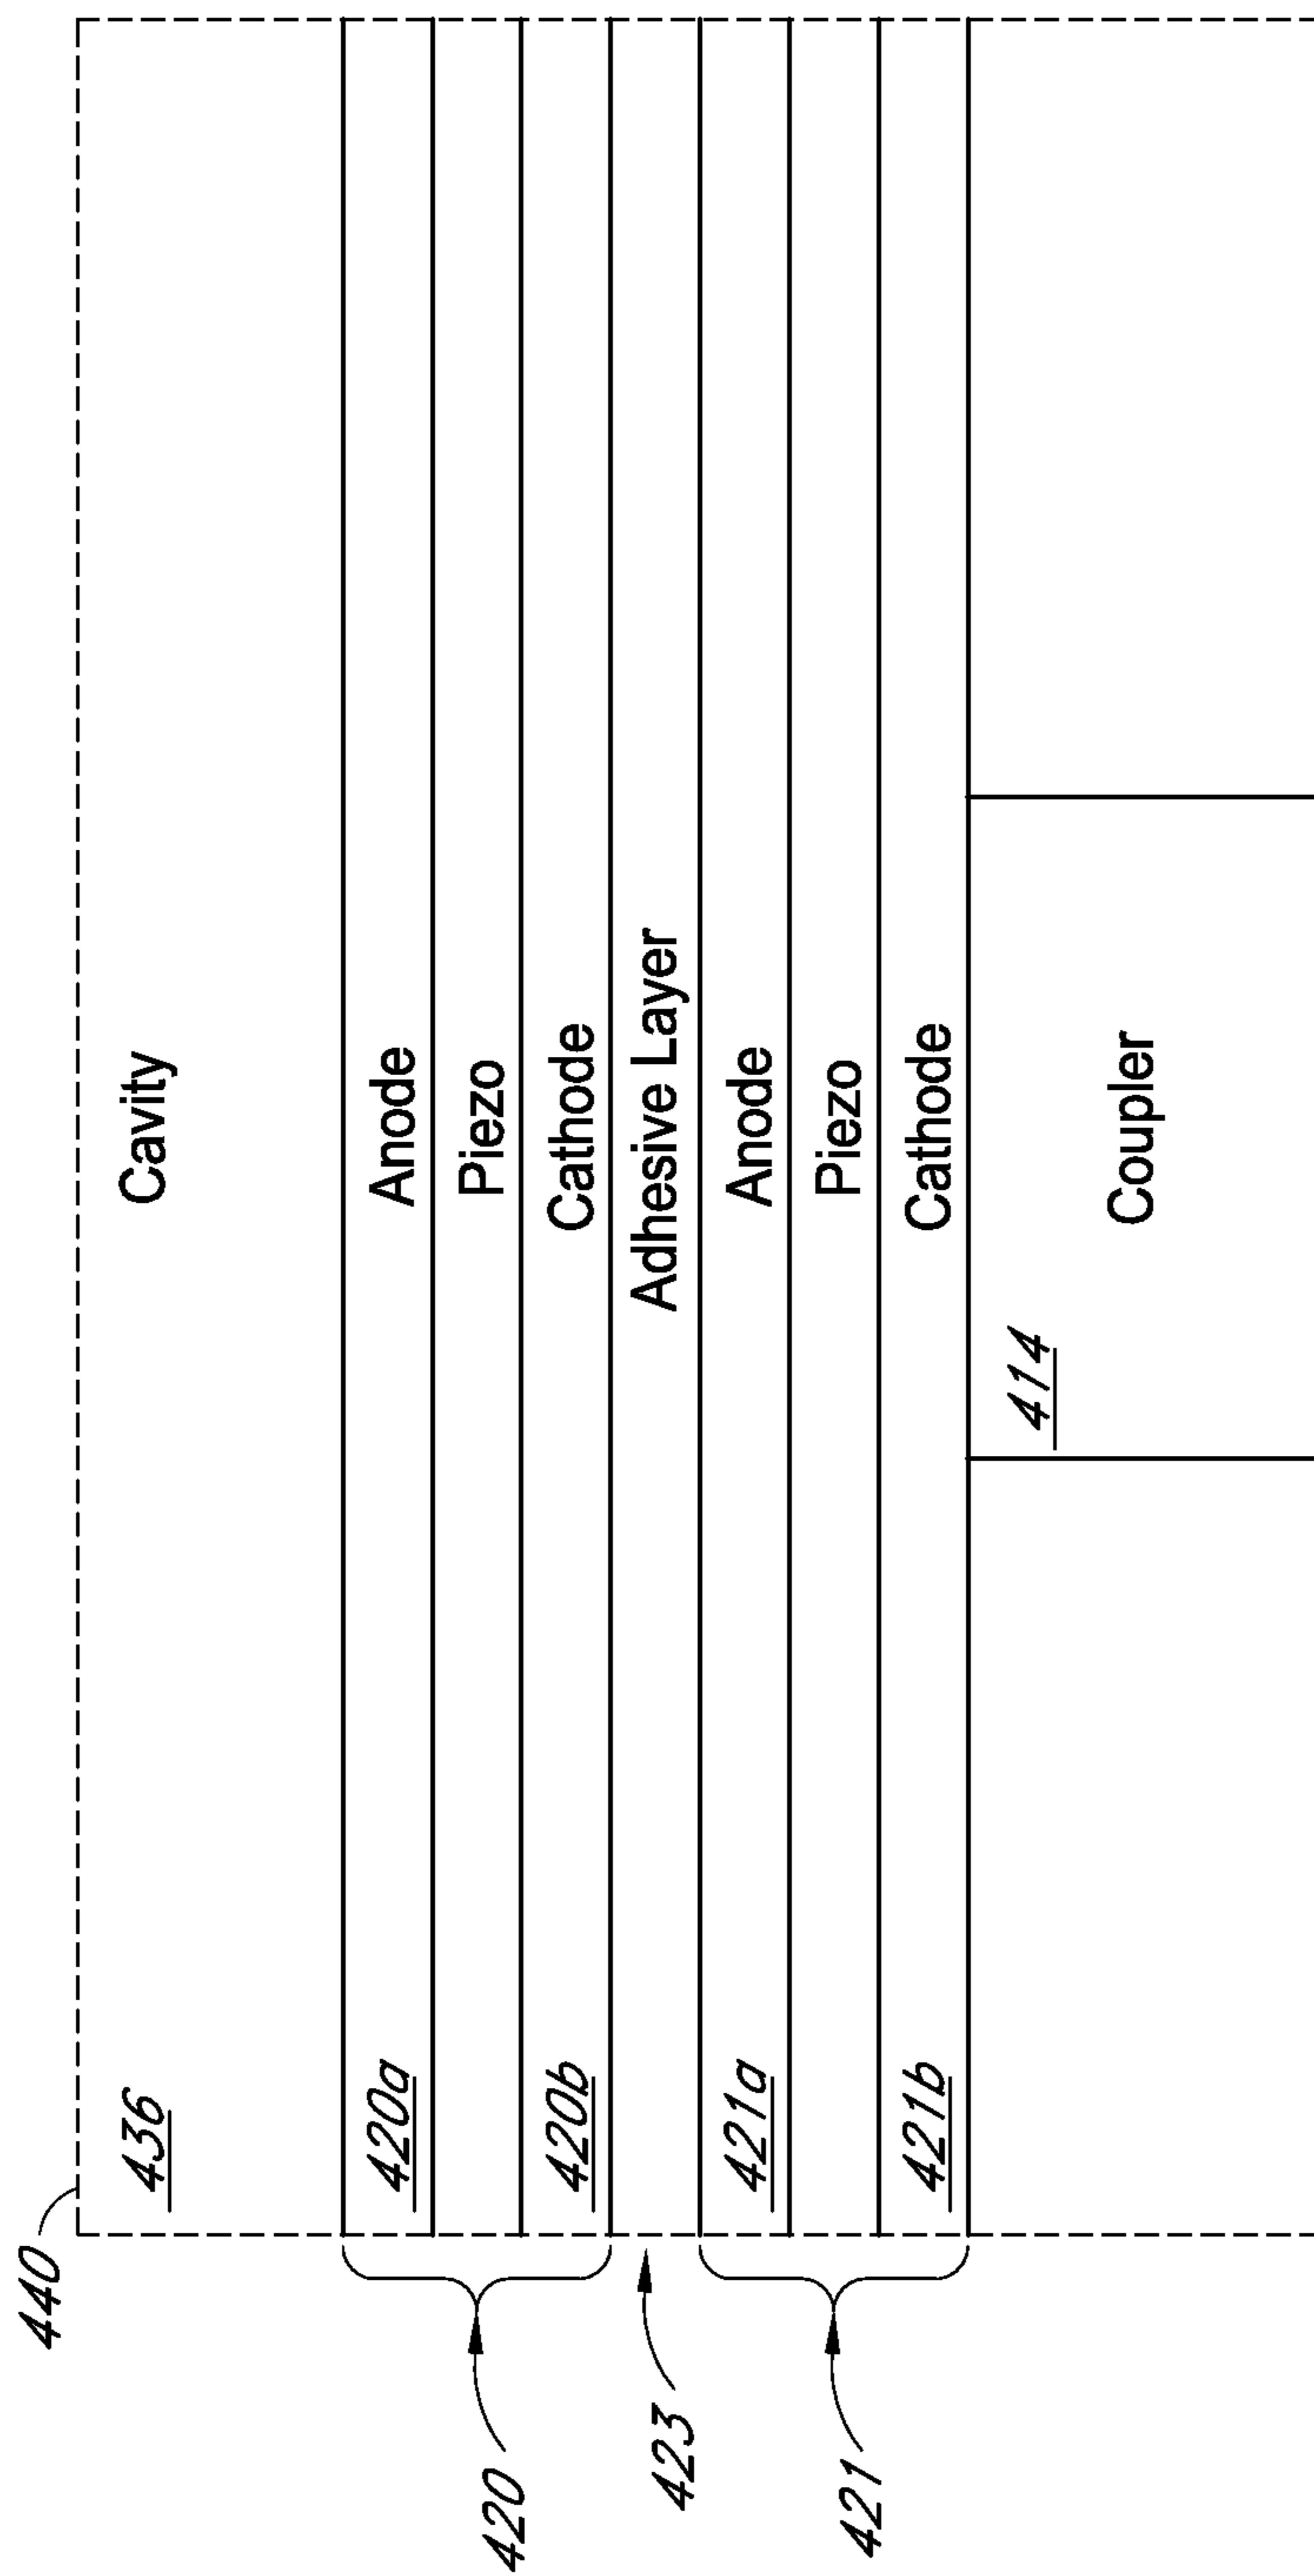 440
436
Cavity
420
420a
Anode
Piezo
420b
Cathode
423
Adhesive Layer
421
421a
Anode
Piezo
421b
Cathode
414
Coupler